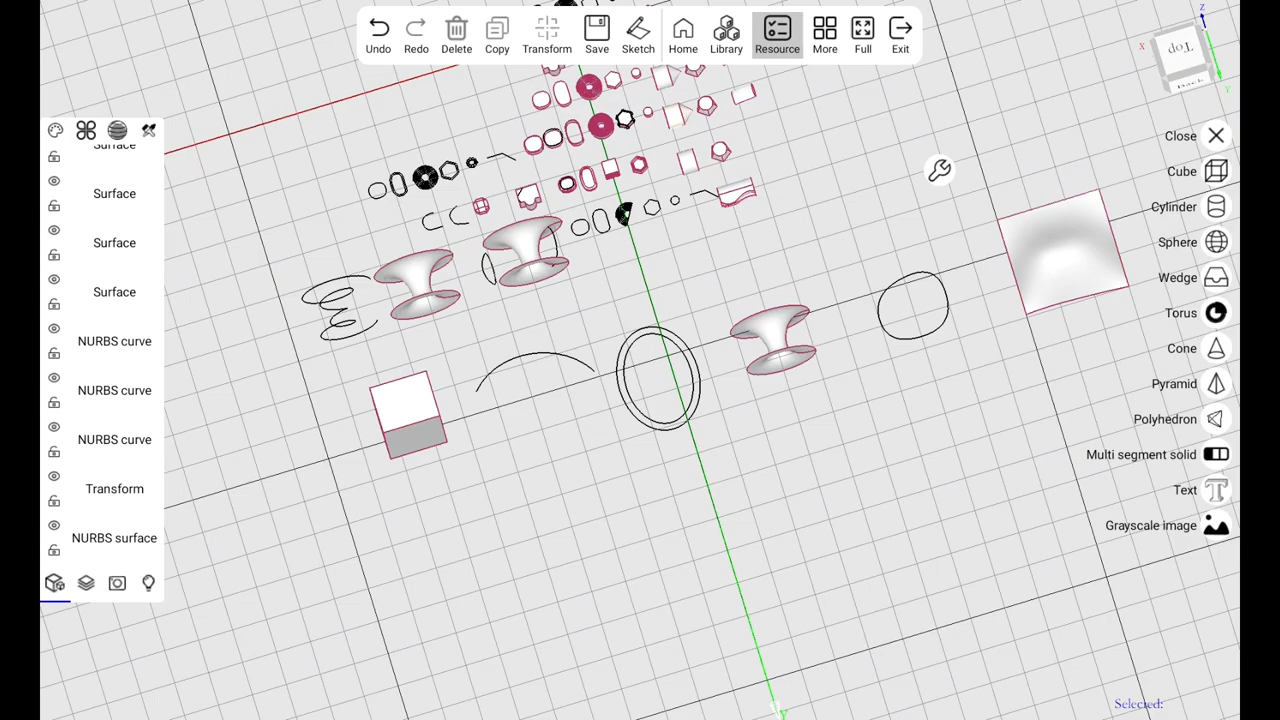 Undo Redo Delete Copy Transform Save Sketch Home Library Resource More Full Exit
Z
X
Top
Y
Surface
Surface
Surface
Surface
NURBS curve
NURBS curve
NURBS curve
Transform
NURBS surface
Close
Cube
Cylinder
Sphere
Wedge
Torus
Cone
Pyramid
Polyhedron
Multi segment solid
Text
Grayscale image
Selected:
Y